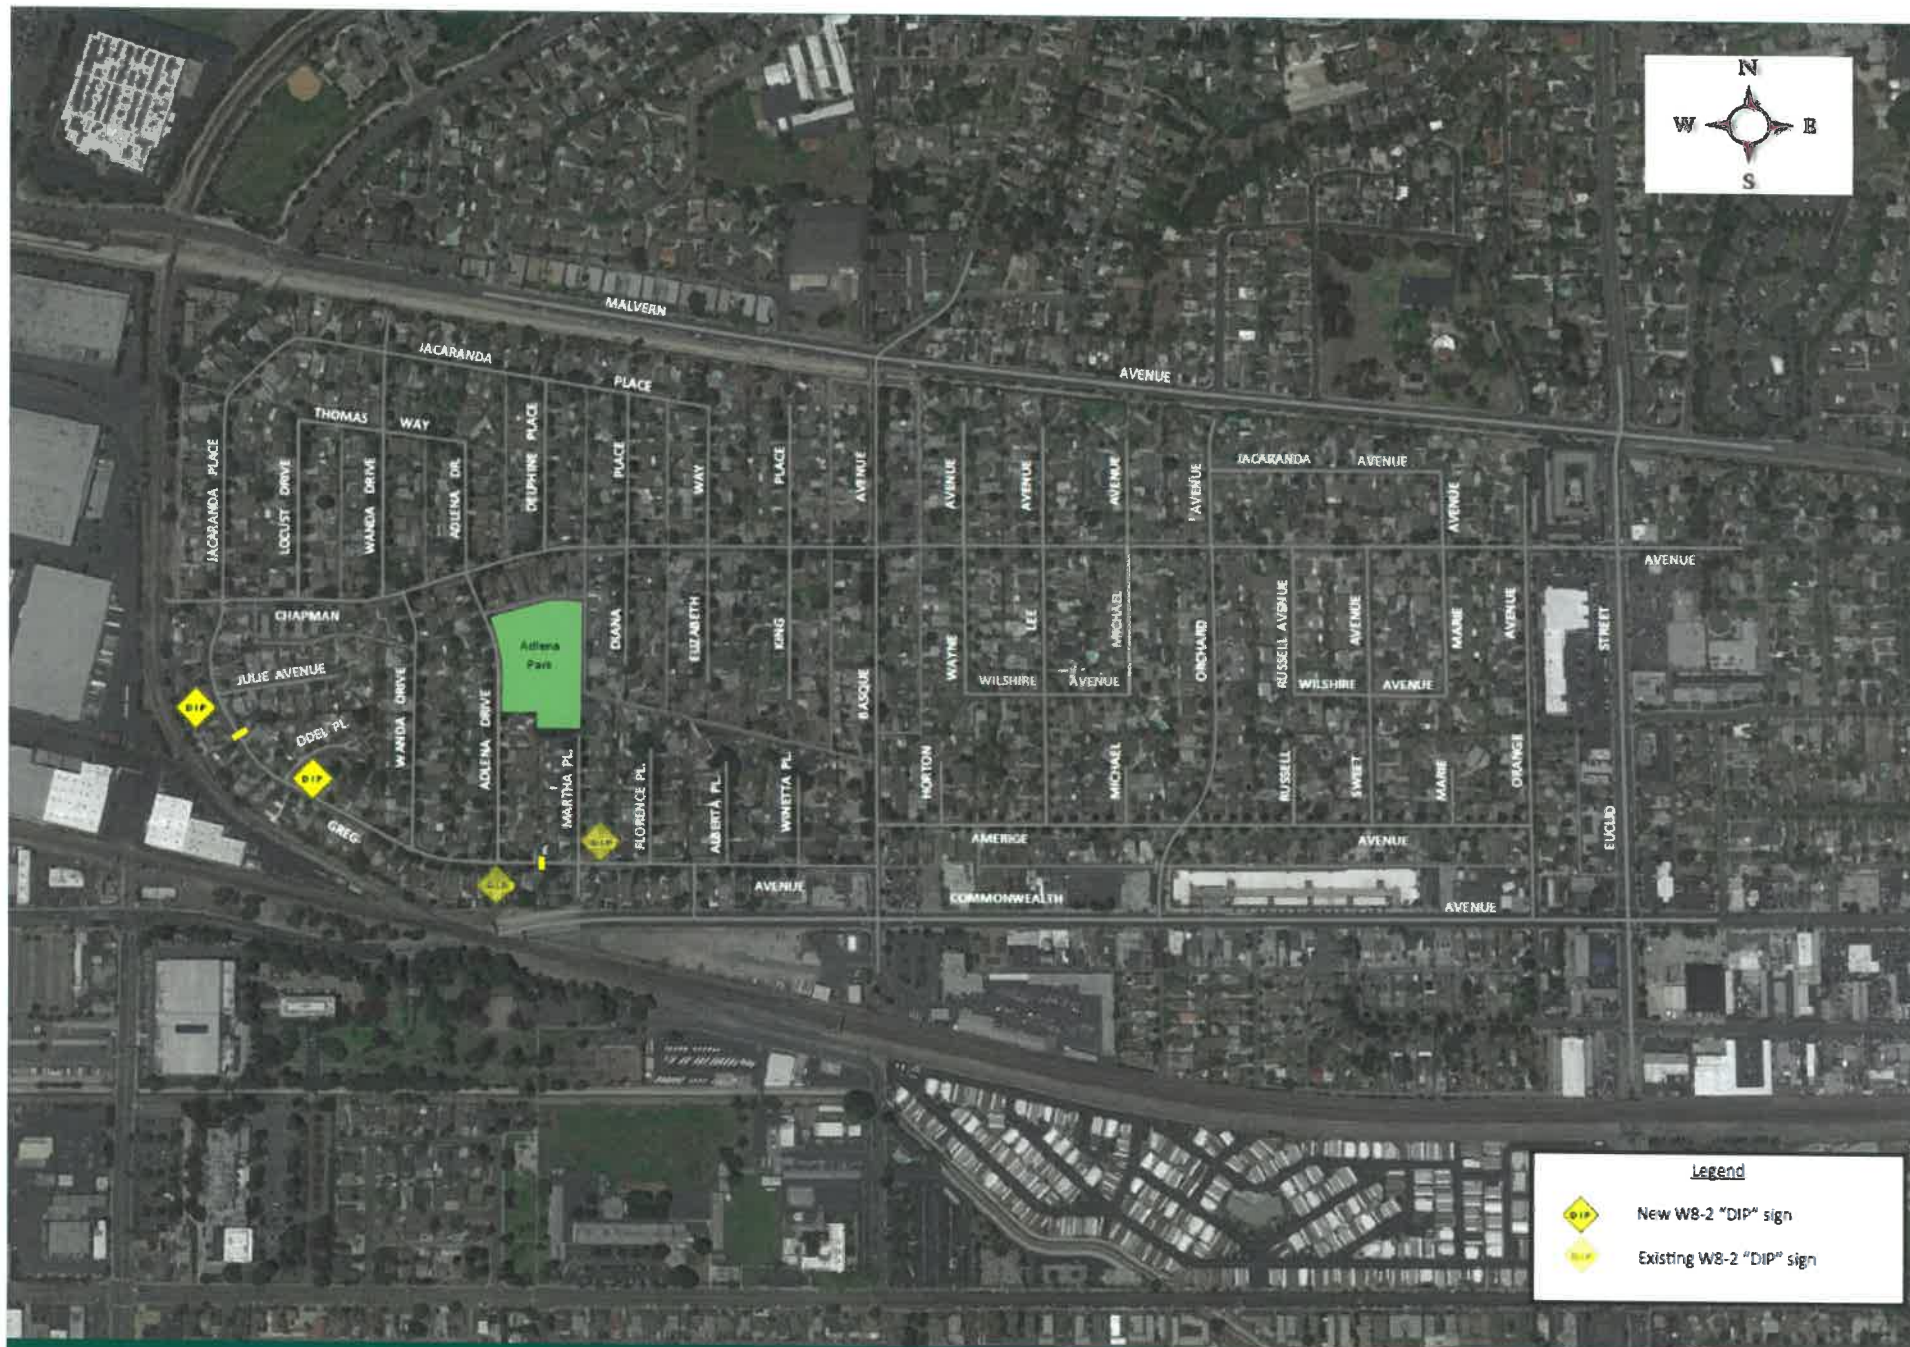 N
W E
S
MALVERN
AVENUE
JACARANDA
PLACE
THOMAS WAY
JACARANDA PLACE
LOCUST DRIVE
WANDA DRIVE
ADLENA DR.
DELPHINE PLACE
PLACE
WAY
PLACE
AVENUE
AVENUE
AVENUE
AVENUE
AVENUE
JACARANDA AVENUE
AVENUE
AVENUE
CHAPMAN
Adlena
Park
DIANA
ELIZABETH
KING
BASQUE
WAYNE
LEE
MICHAEL
ORCHARD
RUSSELL AVENUE
AVENUE
MARIE
AVENUE
STREET
JULIE AVENUE
WILSHIRE AVENUE
WILSHIRE AVENUE
DIP
DDEL PL.
WANDA DRIVE
ADLENA DRIVE
DIP
MARTHA PL.
FLORENCE PL.
ALBERTA PL.
WINETTA PL.
HORTON
MICHAEL
RUSSELL
SWEET
MARIE
ORANGE
EUCLID
GREG
DIP
AMERIGE
AVENUE
DIP
AVENUE
COMMONWEALTH
AVENUE
Legend
DIP New W8-2 "DIP" sign
DIP Existing W8-2 "DIP" sign